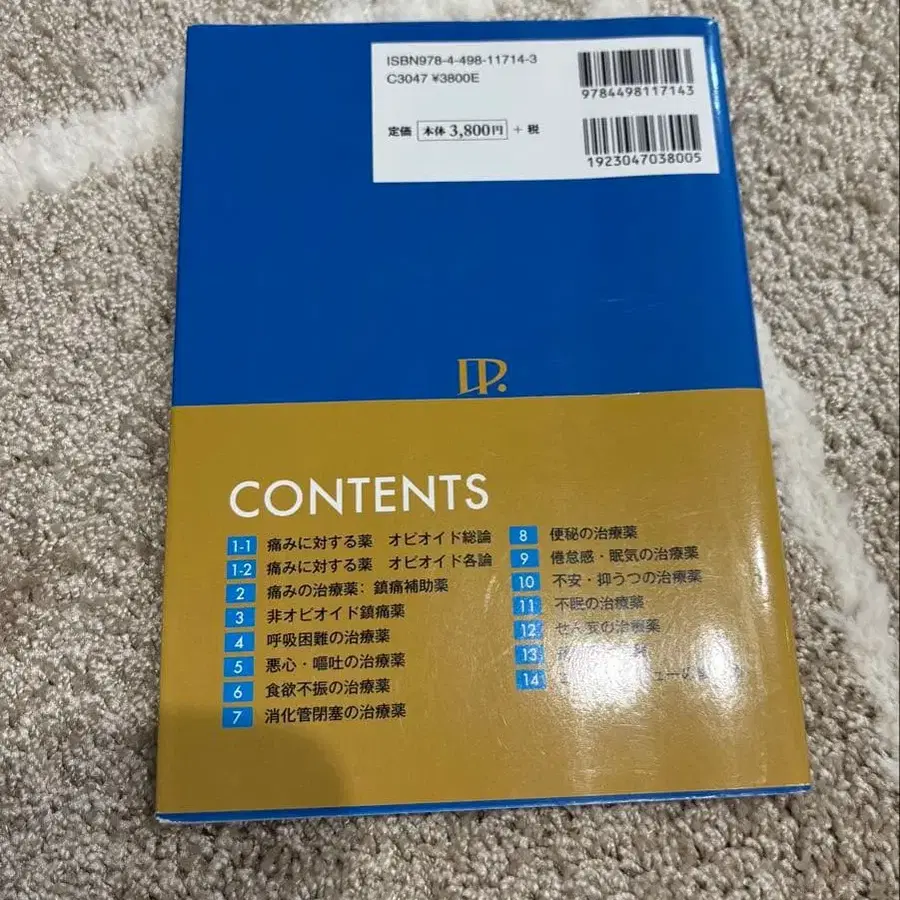 ISBN978-4-498-11714-3
C3047 ¥3800E
9784498117143
定価 本体 3,800円 + 税
1923047038005
CONTENTS
1-1 痛みに対する薬 オピオイド総論
1-2 痛みに対する薬 オピオイド各論
2 痛みの治療薬:鎮痛補助薬
3 非オピオイド鎮痛薬
4 呼吸困難の治療薬
5 悪心・嘔吐の治療薬
6 食欲不振の治療薬
7 消化管閉塞の治療薬
8 便秘の治療薬
9 倦怠感・眠気の治療薬
10 不安・抑うつの治療薬
11 不眠の治療薬
12 せん妄の治療薬
13
14